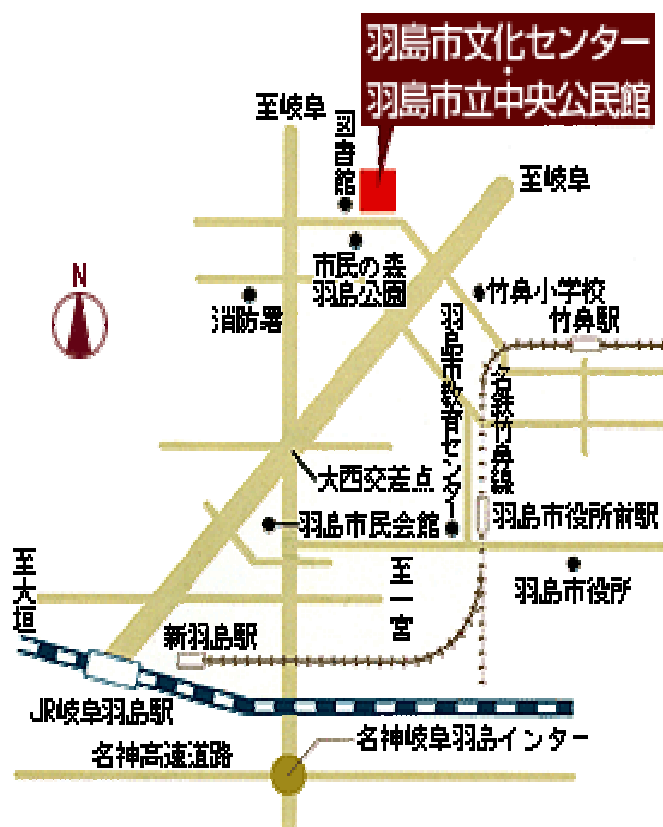 羽島市文化センター
・
羽島市立中央公民館
至岐阜
図書館
至岐阜
市民の森
羽島公園
竹鼻小学校
竹鼻駅
消防署
N
羽島市教育センター
名鉄竹鼻線
大西交差点
羽島市民会館
羽島市役所前駅
至大垣
至一宮
羽島市役所
新羽島駅
JR岐阜羽島駅
名神岐阜羽島インター
名神高速道路